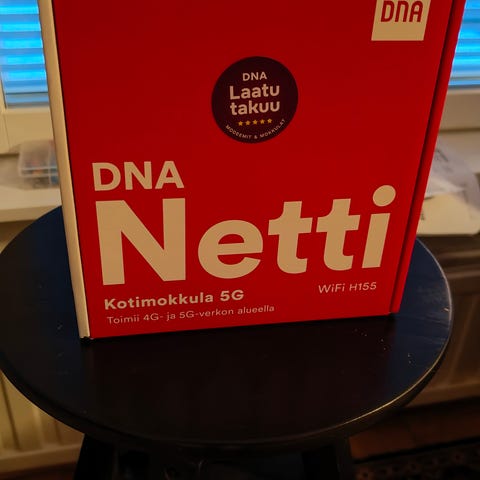 DNA
DNA
Laatu
takuu
MODEEMIT & MOKKULAT
DNA
Netti
Kotimokkula 5G
WiFi H155
Toimii 4G- ja 5G-verkon alueella